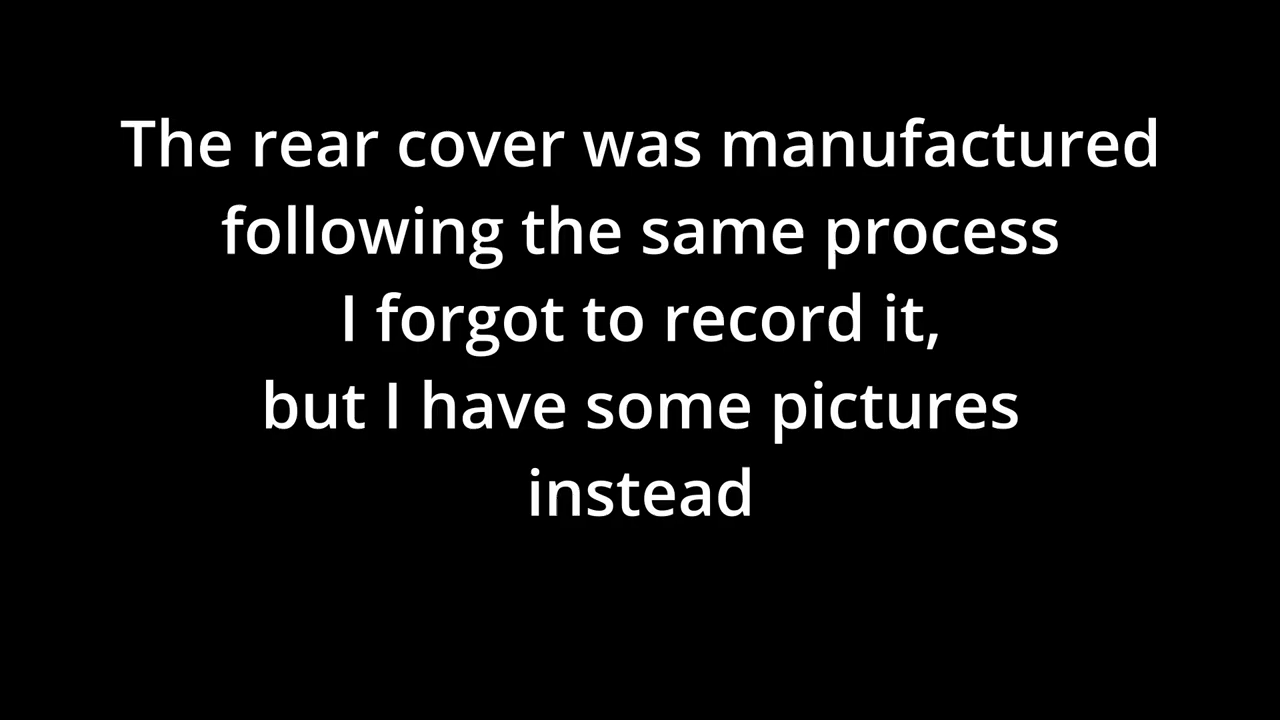 The rear cover was manufactured
following the same process
I forgot to record it,
but I have some pictures
instead